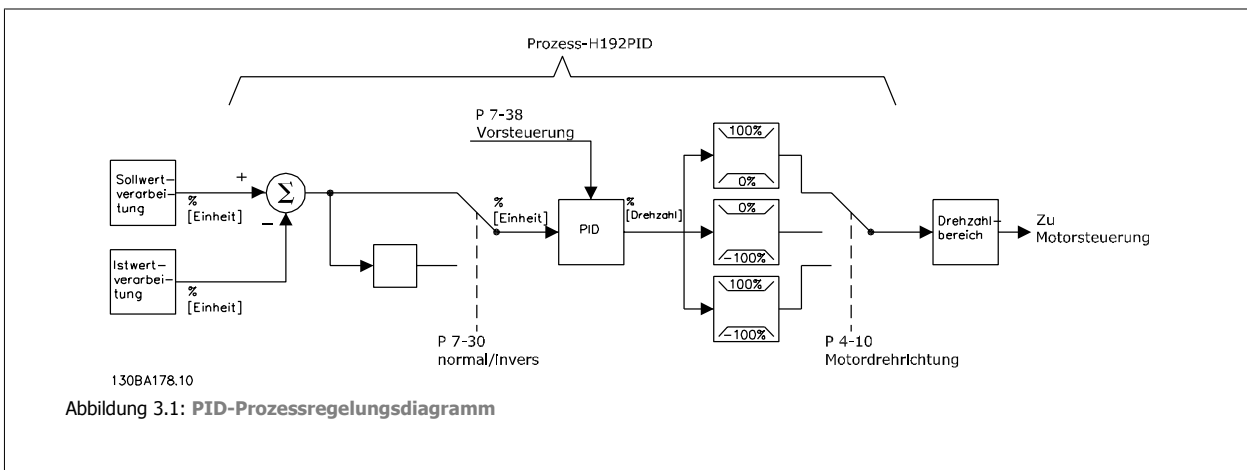 Prozess-H192PID
P 7-38
Vorsteuerung
Sollwert-
verarbei-
tung
+
%
[Einheit]
Σ
–
Istwert-
verarbei-
tung
%
[Einheit]
P 7-30
normal/invers
%
[Einheit]
PID
%
[Drehzahl]
100%
0%
0%
-100%
100%
-100%
P 4-10
Motordrehrichtung
Drehzahl-
bereich
Zu
Motorsteuerung
130BA178.10
Abbildung 3.1: PID-Prozessregelungsdiagramm